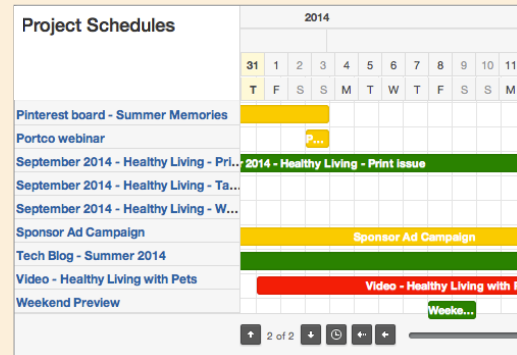 Project Schedules
2014
31 1 2 3 4 5 6 7 8 9 10 11
T F S S M T W T F S S M
Pinterest board - Summer Memories
Portco webinar
P...
September 2014 - Healthy Living - Pri...
2014 - Healthy Living - Print issue
September 2014 - Healthy Living - Ta...
September 2014 - Healthy Living - W...
Sponsor Ad Campaign
Sponsor Ad Campaign
Tech Blog - Summer 2014
Video - Healthy Living with Pets
Video - Healthy Living with
Weekend Preview
Weeke...
2 of 2